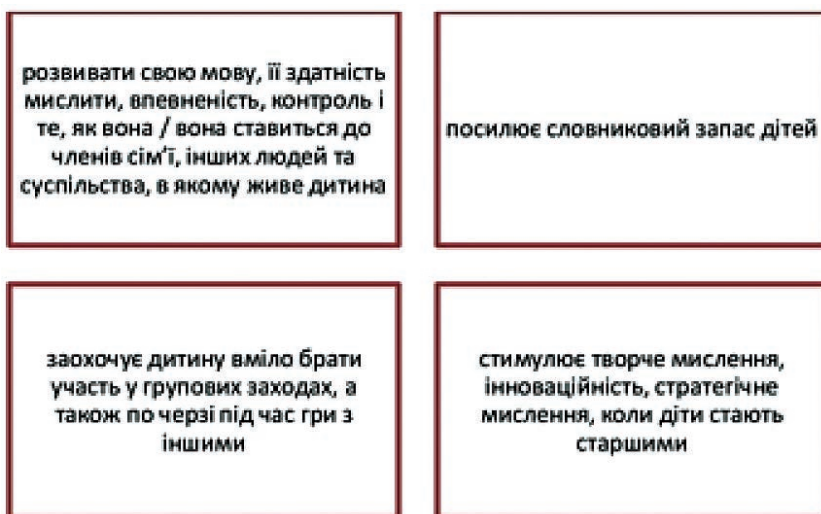 розвивати свою мову, її здатність
мислити, впевненість, контроль і
те, як вона / вона ставиться до
членів сім'ї, інших людей та
суспільства, в якому живе дитина
посилює словниковий запас дітей
заохочує дитину вміло брати
участь у групових заходах, а
також по черзі під час гри з
іншими
стимулює творче мислення,
інноваційність, стратегічне
мислення, коли діти стають
старшими